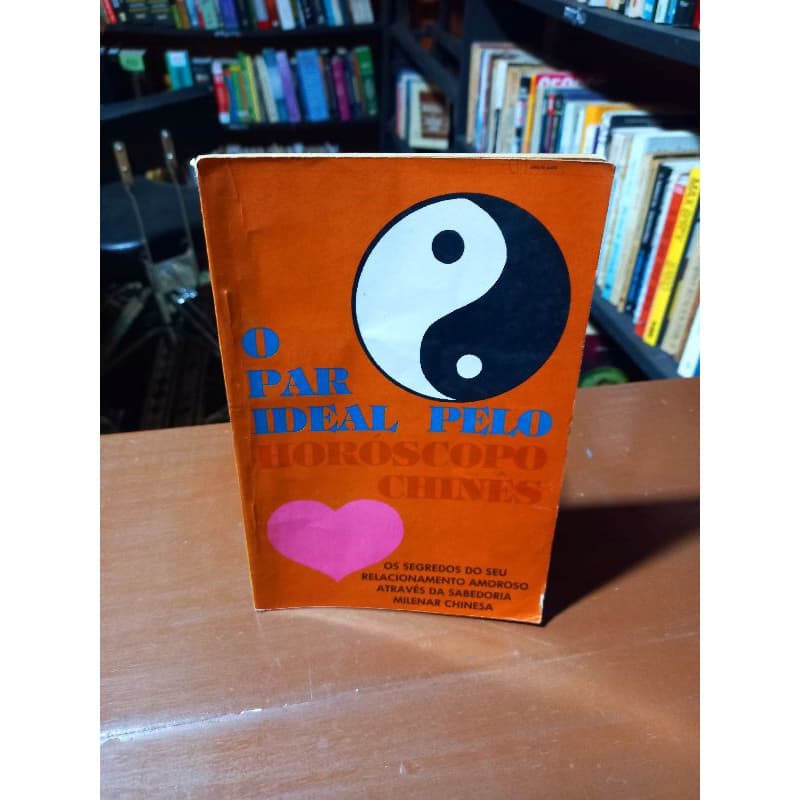 O
PAR
IDEAL PELO
HORÓSCOPO
CHINÊS
OS SEGREDOS DO SEU
RELACIONAMENTO AMOROSO
ATRAVÉS DA SABEDORIA
MILENAR CHINESA